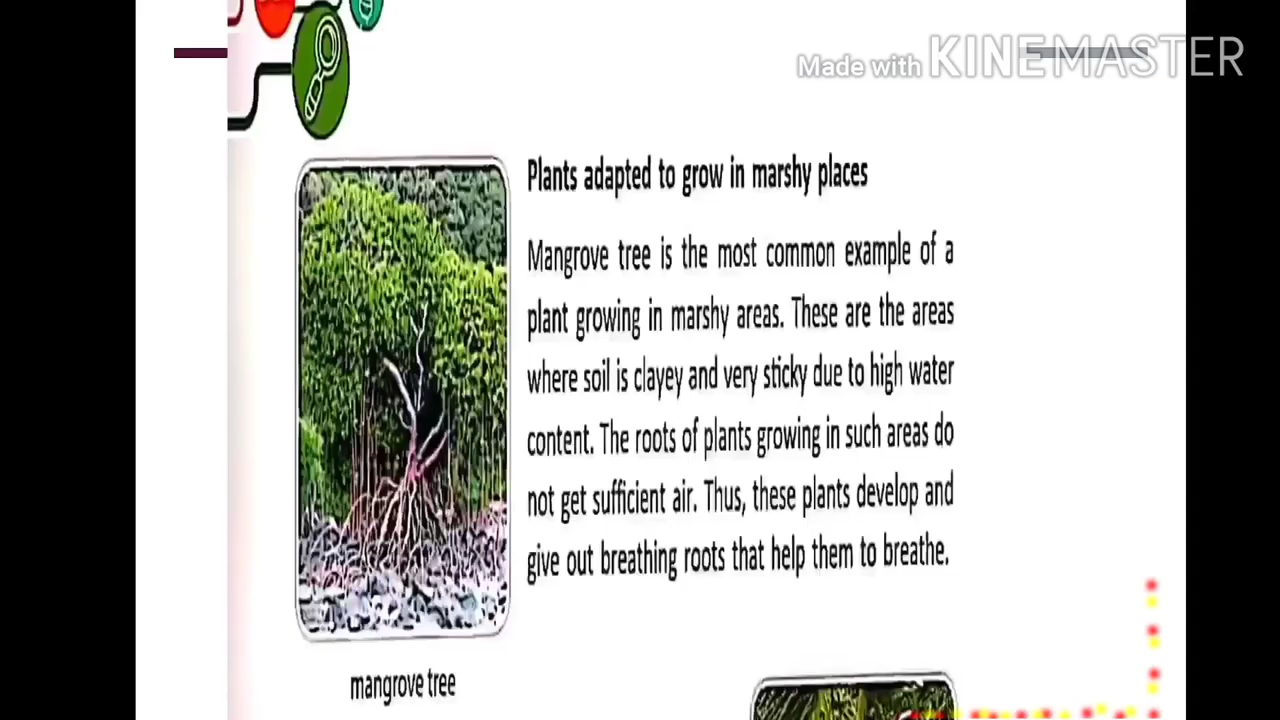 Made with KINEMASTER
Plants adapted to grow in marshy places
Mangrove tree is the most common example of a
plant growing in marshy areas. These are the areas
where soil is clayey and very sticky due to high water
content. The roots of plants growing in such areas do
not get sufficient air. Thus, these plants develop and
give out breathing roots that help them to breathe.
mangrove tree